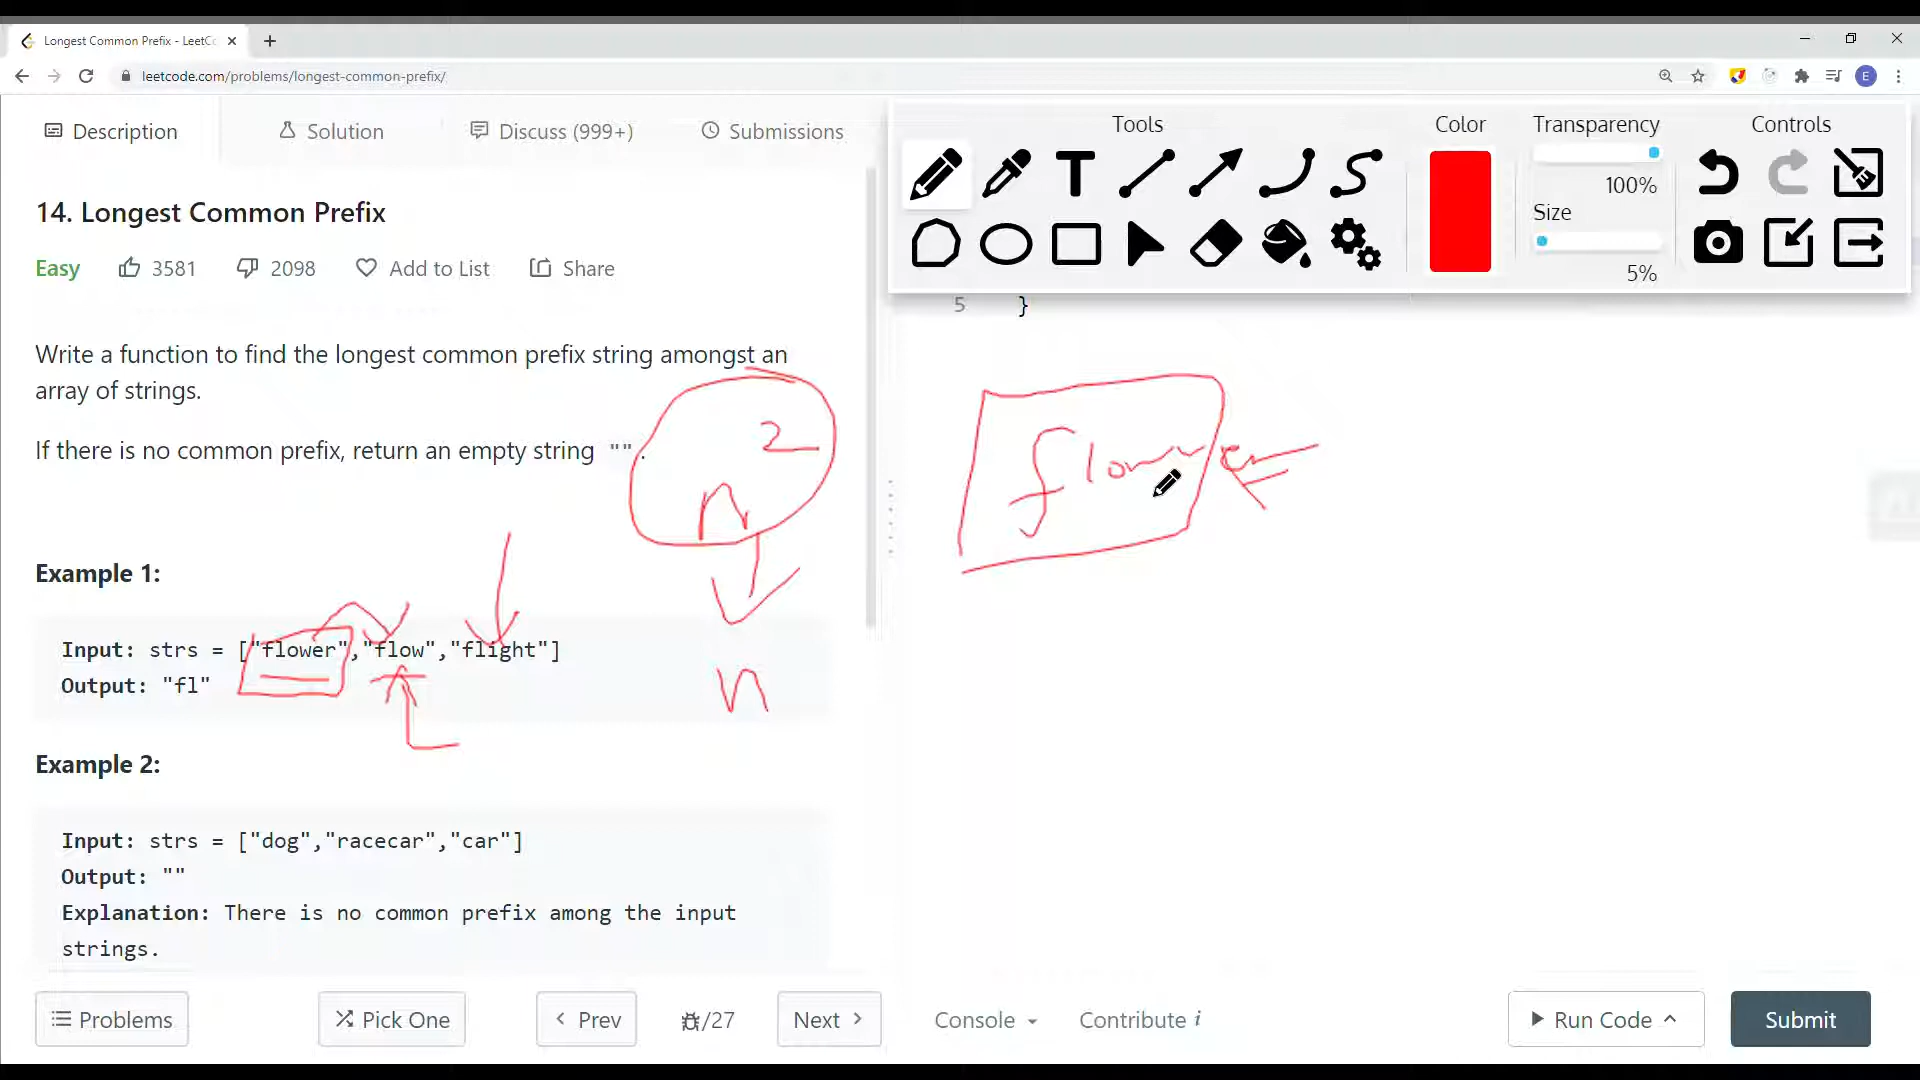 Longest Common Prefix - LeetCo
leetcode.com/problems/longest-common-prefix/
E
Description
Solution
Discuss (999+)
Submissions
Tools
Color
Transparency
Controls
100%
Size
5%
14. Longest Common Prefix
Easy
3581
2098
Add to List
Share
5 }
Write a function to find the longest common prefix string amongst an
array of strings.
If there is no common prefix, return an empty string "".
2
n
flower
Example 1:
Input: strs = ["flower","flow","flight"]
Output: "fl"
n
Example 2:
Input: strs = ["dog","racecar","car"]
Output: ""
Explanation: There is no common prefix among the input
strings.
Problems
Pick One
Prev
/27
Next
Console
Contribute i
Run Code
Submit